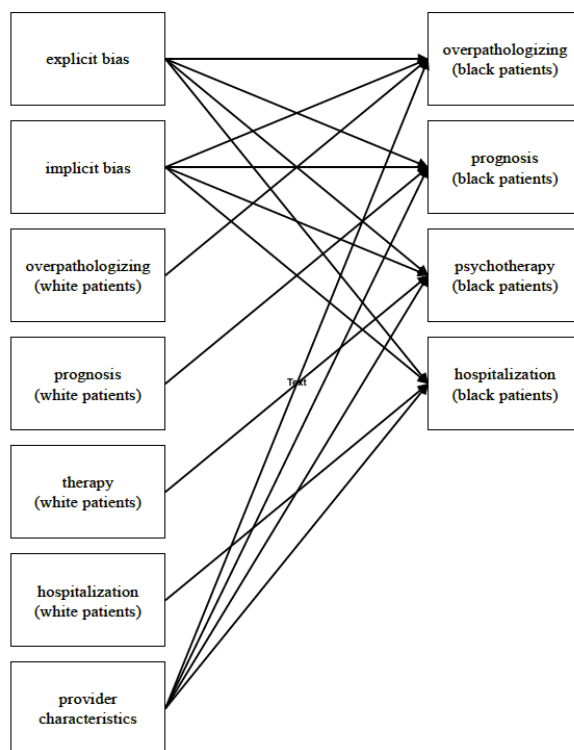 explicit bias
implicit bias
overpathologizing
(white patients)
prognosis
(white patients)
therapy
(white patients)
hospitalization
(white patients)
provider
characteristics
Text
overpathologizing
(black patients)
prognosis
(black patients)
psychotherapy
(black patients)
hospitalization
(black patients)